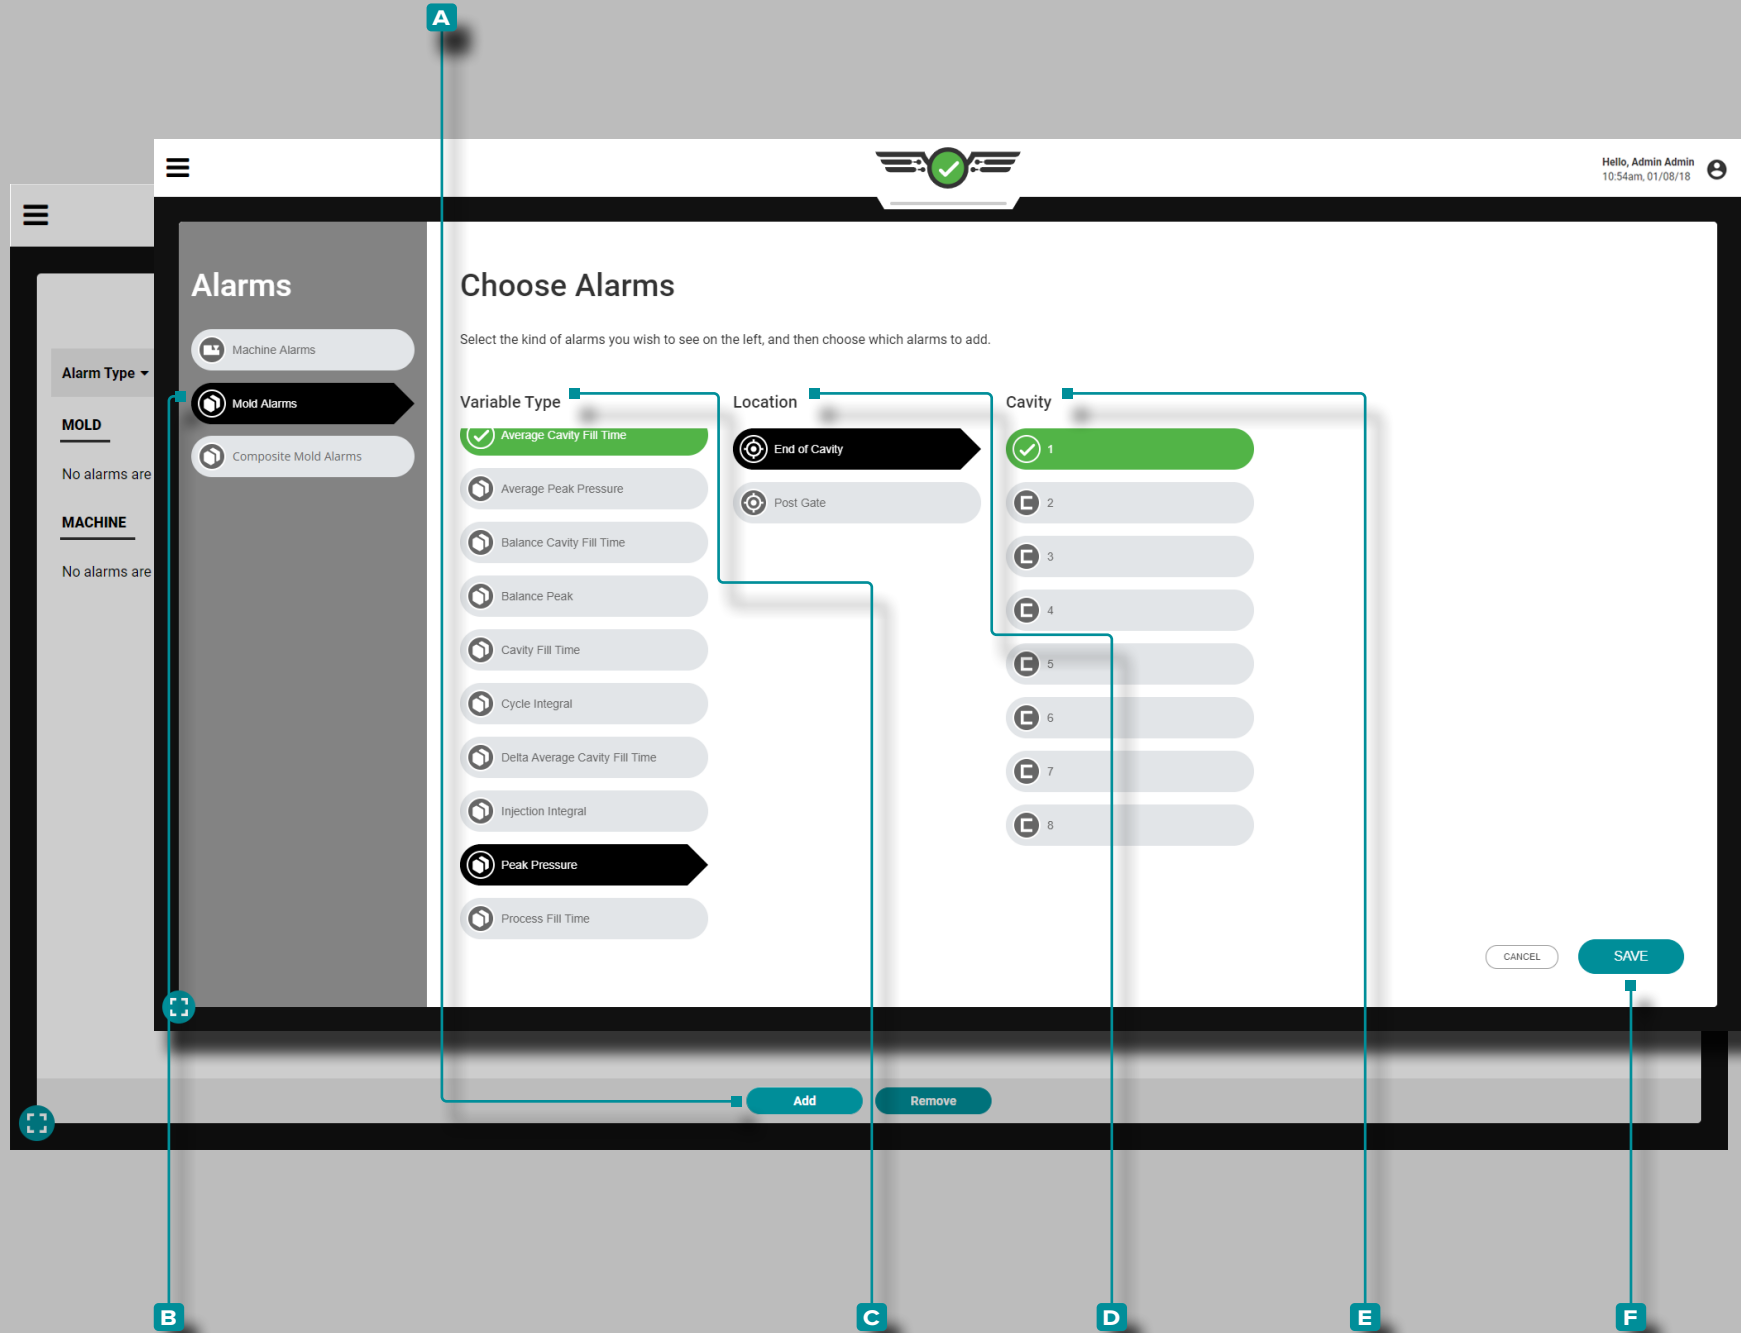 A
Hello, Admin Admin
10:54am, 01/08/18
Alarms
Machine Alarms
Mold Alarms
Composite Mold Alarms
Choose Alarms
Select the kind of alarms you wish to see on the left, and then choose which alarms to add.
Variable Type
Average Cavity Fill Time
Average Peak Pressure
Balance Cavity Fill Time
Balance Peak
Cavity Fill Time
Cycle Integral
Delta Average Cavity Fill Time
Injection Integral
Peak Pressure
Process Fill Time
Location
End of Cavity
Post Gate
Cavity
1
2
3
4
5
6
7
8
CANCEL
SAVE
Alarm Type
MOLD
No alarms are
MACHINE
No alarms are
Add
Remove
B
C
D
E
F